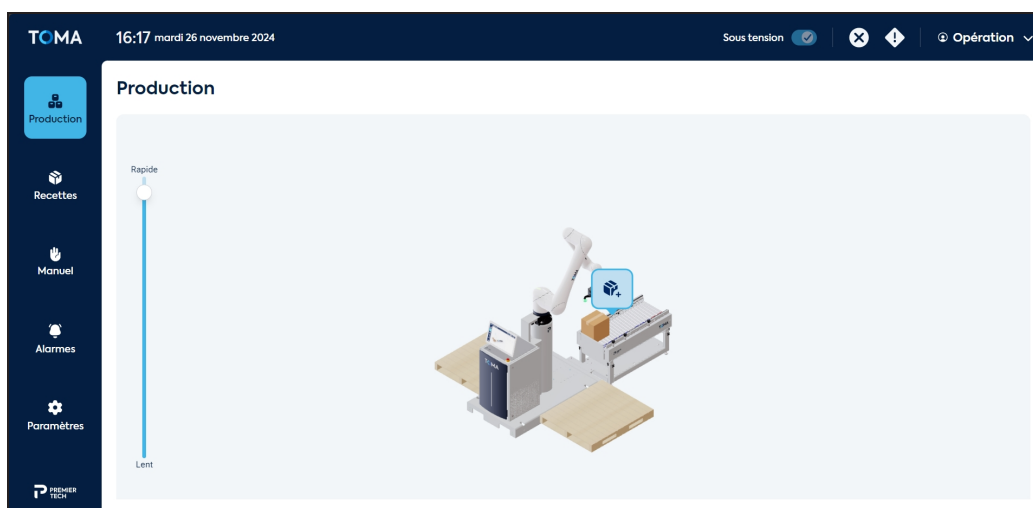 TOMA
16:17 mardi 26 novembre 2024
Sous tension
Opération
Production
Production
Recettes
Manuel
Alarmes
Paramètres
PREMIER
TECH
Rapide
Lent
TOMA